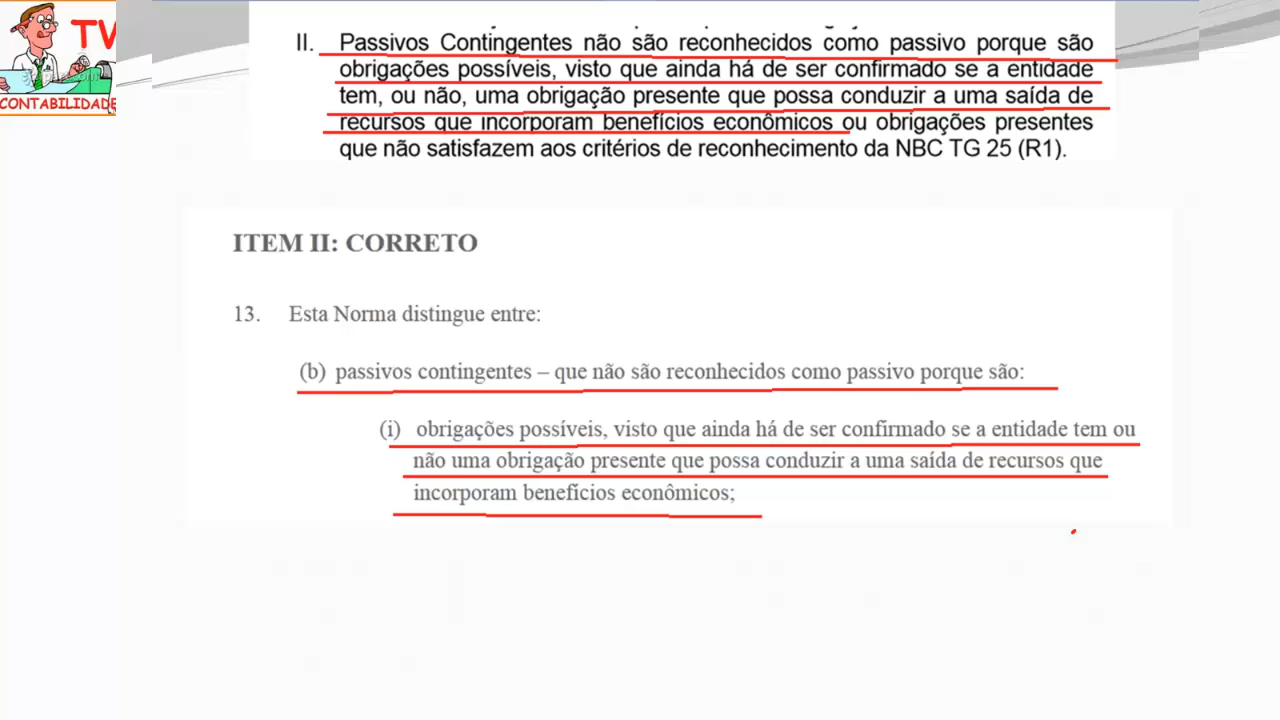 TV
CONTABILIDADE
II. Passivos Contingentes não são reconhecidos como passivo porque são
obrigações possíveis, visto que ainda há de ser confirmado se a entidade
tem, ou não, uma obrigação presente que possa conduzir a uma saída de
recursos que incorporam benefícios econômicos ou obrigações presentes
que não satisfazem aos critérios de reconhecimento da NBC TG 25 (R1).
ITEM II: CORRETO
13. Esta Norma distingue entre:
(b) passivos contingentes – que não são reconhecidos como passivo porque são:
(i) obrigações possíveis, visto que ainda há de ser confirmado se a entidade tem ou
não uma obrigação presente que possa conduzir a uma saída de recursos que
incorporam benefícios econômicos;